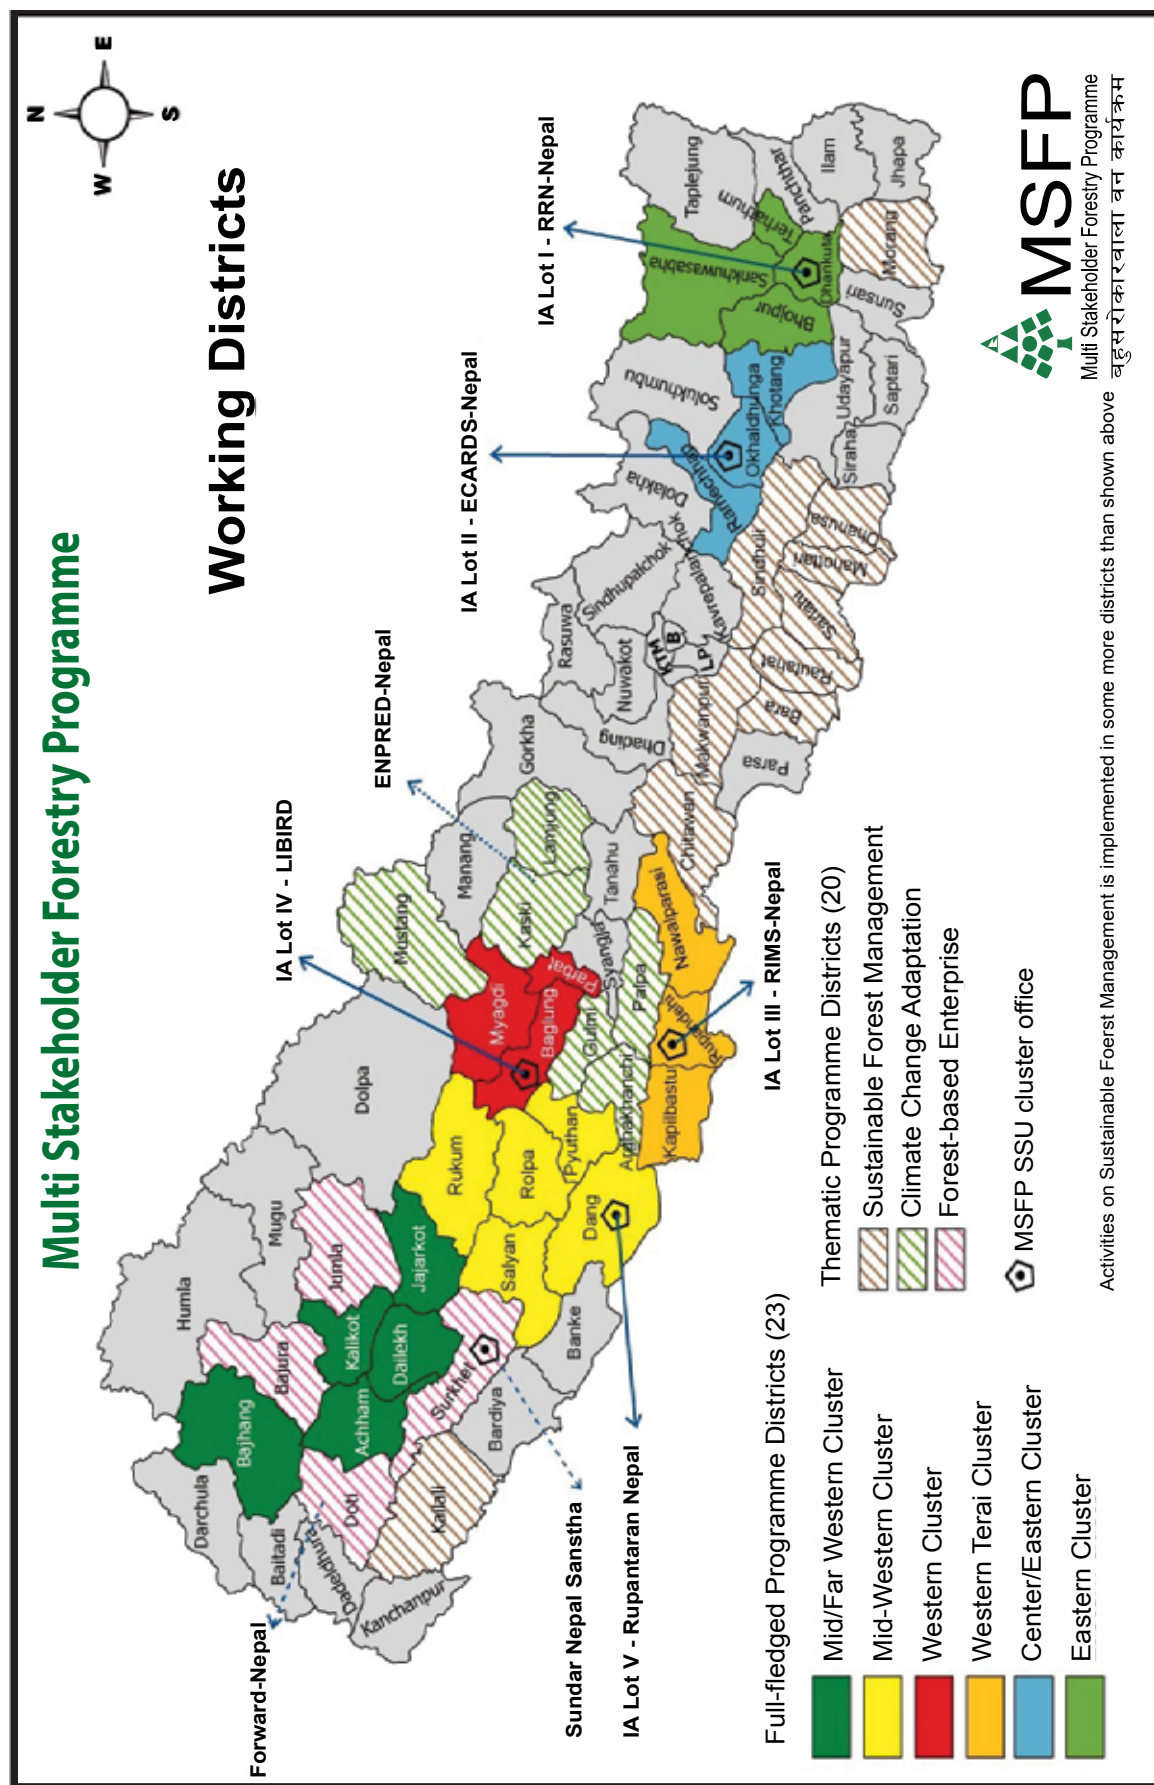 Multi Stakeholder Forestry Programme
Working Districts
N
W
E
S
IA Lot I - RRN-Nepal
IA Lot II - ECARDS-Nepal
ENPRED-Nepal
IA Lot IV - LIBIRD
IA Lot III - RIMS-Nepal
Forward-Nepal
Sundar Nepal Sanstha
IA Lot V - Rupantaran Nepal
Humla
Darchula
Bajhang
Bajura
Mugu
Baitadi
Dadeldhura
Doti
Achham
Kalikot
Jumla
Dolpa
Kanchanpur
Kailali
Dailekh
Jajarkot
Surkhet
Bardiya
Banke
Salyan
Rukum
Rolpa
Dang
Pyuthan
Mustang
Myagdi
Baglung
Parbat
Manang
Kaski
Lamjung
Gorkha
Gulmi
Arghakhanchi
Palpa
Syangja
Tanahu
Kapilbastu
Rupandehi
Nawalparasi
Chitawan
Rasuwa
Nuwakot
Dhading
Sindhupalchok
KTM
B
LP
Kavrepalanchok
Makwanpur
Parsa
Bara
Rautahat
Sarlahi
Mahottari
Dhanusa
Sindhuli
Dolakha
Ramechhap
Solukhumbu
Okhaldhunga
Khotang
Udayapur
Siraha
Saptari
Sankhuwasabha
Bhojpur
Dhankuta
Terhathum
Taplejung
Panchthar
Ilam
Jhapa
Morang
Sunsari
Full-fledged Programme Districts (23)
Mid/Far Western Cluster
Mid-Western Cluster
Western Cluster
Western Terai Cluster
Center/Eastern Cluster
Eastern Cluster
Thematic Programme Districts (20)
Sustainable Forest Management
Climate Change Adaptation
Forest-based Enterprise
MSFP SSU cluster office
MSFP
Multi Stakeholder Forestry Programme
बहुसरोकारवाला वन कार्यक्रम
Activities on Sustainable Foerst Management is implemented in some more districts than shown above